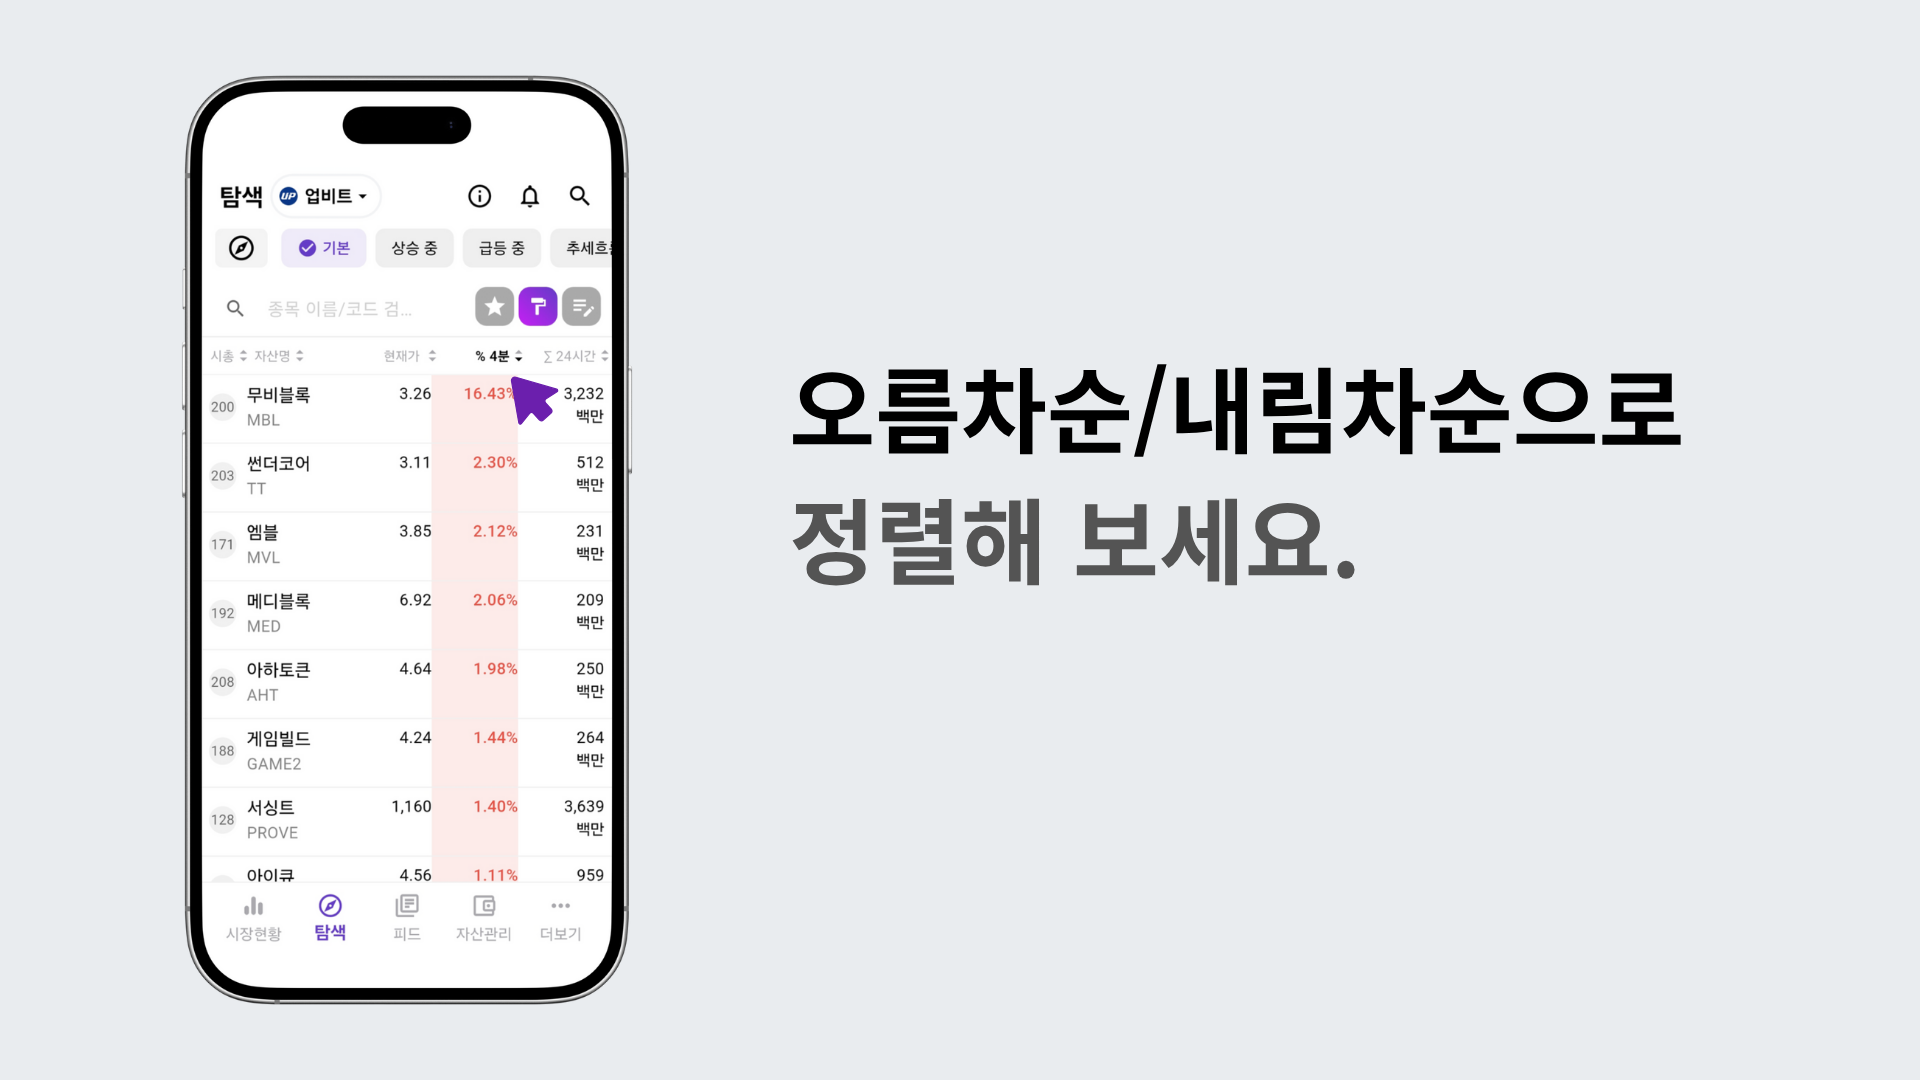 탐색 UP 업비트
기본 상승 중 급등 중 추세흐
종목 이름/코드 검...
시총 자산명 현재가 % 4분 ∑ 24시간
200 무비블록 3.26 16.43% 3,232
MBL 백만
203 썬더코어 3.11 2.30% 512
TT 백만
171 엠블 3.85 2.12% 231
MVL 백만
192 메디블록 6.92 2.06% 209
MED 백만
208 아하토큰 4.64 1.98% 250
AHT 백만
188 게임빌드 4.24 1.44% 264
GAME2 백만
128 서싱트 1,160 1.40% 3,639
PROVE 백만
아이큐 4.56 1.11% 959
시장현황 탐색 피드 자산관리 더보기
오름차순/내림차순으로
정렬해 보세요.